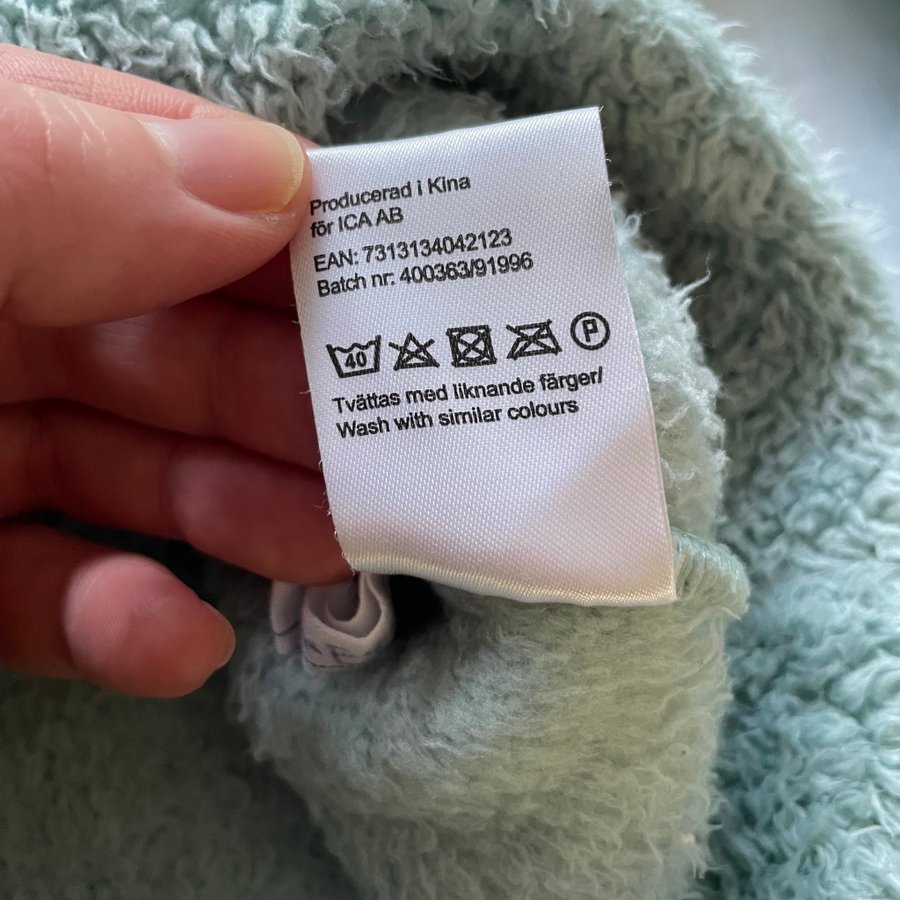 Producerad i Kina
för ICA AB
EAN: 7313134042123
Batch nr: 400363/91996
40 P
Tvättas med liknande färger/
Wash with similar colours